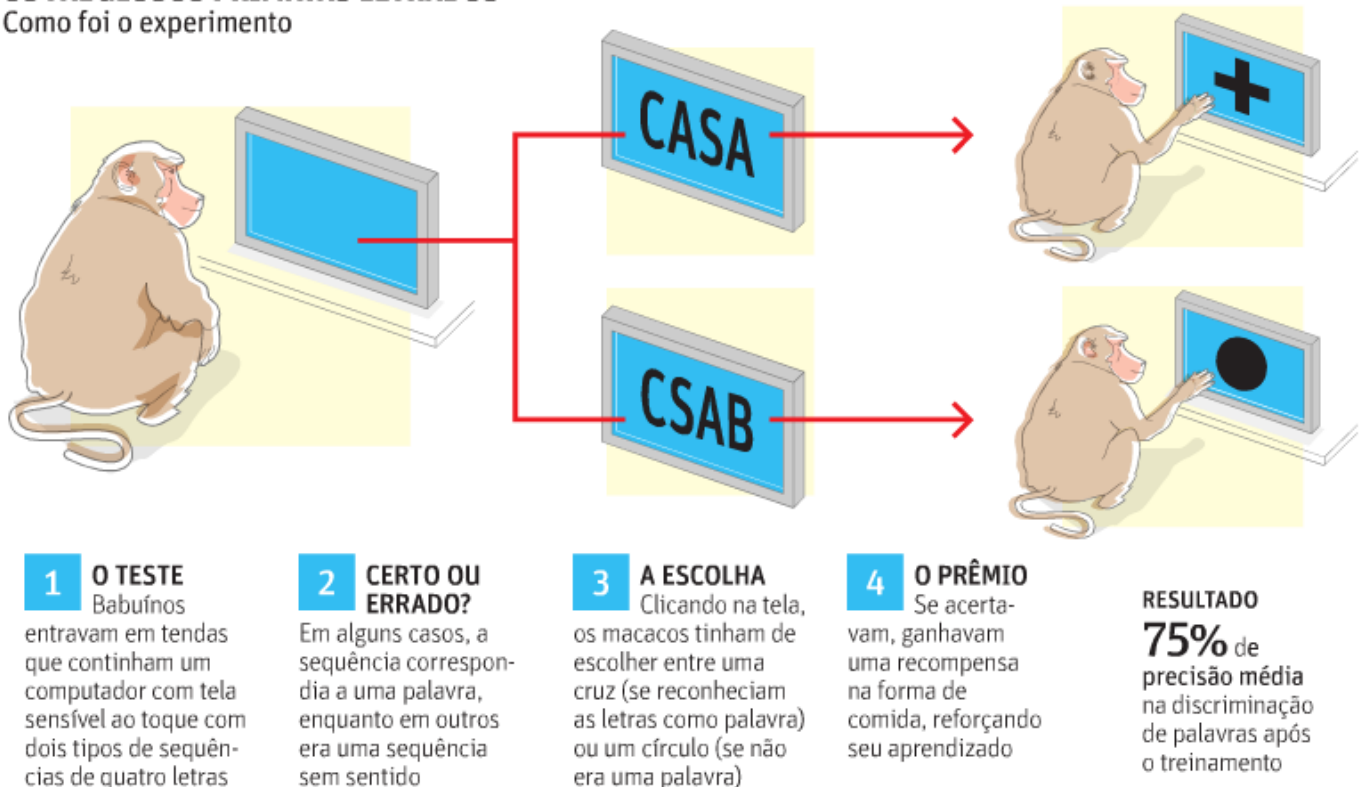 Como foi o experimento
CASA
CSAB
1 O TESTE
Babuínos
entravam em tendas
que continham um
computador com tela
sensível ao toque com
dois tipos de sequên-
cias de quatro letras
2 CERTO OU
ERRADO?
Em alguns casos, a
sequência correspon-
dia a uma palavra,
enquanto em outros
era uma sequência
sem sentido
3 A ESCOLHA
Clicando na tela,
os macacos tinham de
escolher entre uma
cruz (se reconheciam
as letras como palavra)
ou um círculo (se não
era uma palavra)
4 O PRÊMIO
Se acerta-
vam, ganhavam
uma recompensa
na forma de
comida, reforçando
seu aprendizado
RESULTADO
75% de
precisão média
na discriminação
de palavras após
o treinamento